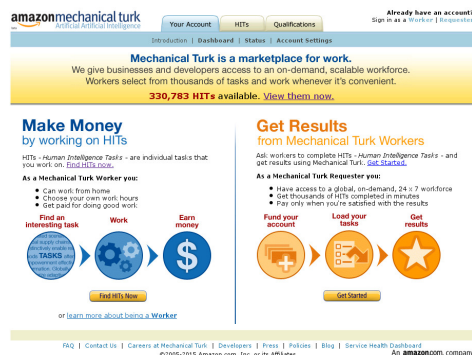 amazonmechanical turk
Artificial Artificial Intelligence
Your Account
HITs
Qualifications
Already have an account
Sign in as a Worker | Requester
Introduction | Dashboard | Status | Account Settings
Mechanical Turk is a marketplace for work.
We give businesses and developers access to an on-demand, scalable workforce.
Workers select from thousands of tasks and work whenever it's convenient.
330,783 HITs available. View them now.
Make Money
by working on HITs
HITs - Human Intelligence Tasks - are individual tasks that
you work on. Find HITs now.
As a Mechanical Turk Worker you:
Can work from home
Choose your own work hours
Get paid for doing good work
Find an
interesting task
Work
Earn
money
TASKS
$
Find HITs Now
or learn more about being a Worker
Get Results
from Mechanical Turk Workers
Ask workers to complete HITs - Human Intelligence Tasks - and
get results using Mechanical Turk. Get Started.
As a Mechanical Turk Requester you:
Have access to a global, on-demand, 24 x 7 workforce
Get thousands of HITs completed in minutes
Pay only when you're satisfied with the results
Fund your
account
Load your
tasks
Get
results
Get Started
FAQ | Contact Us | Careers at Mechanical Turk | Developers | Press | Policies | Blog | Service Health Dashboard
©2005-2015 Amazon.com, Inc. or its Affiliates
An amazon.com. company